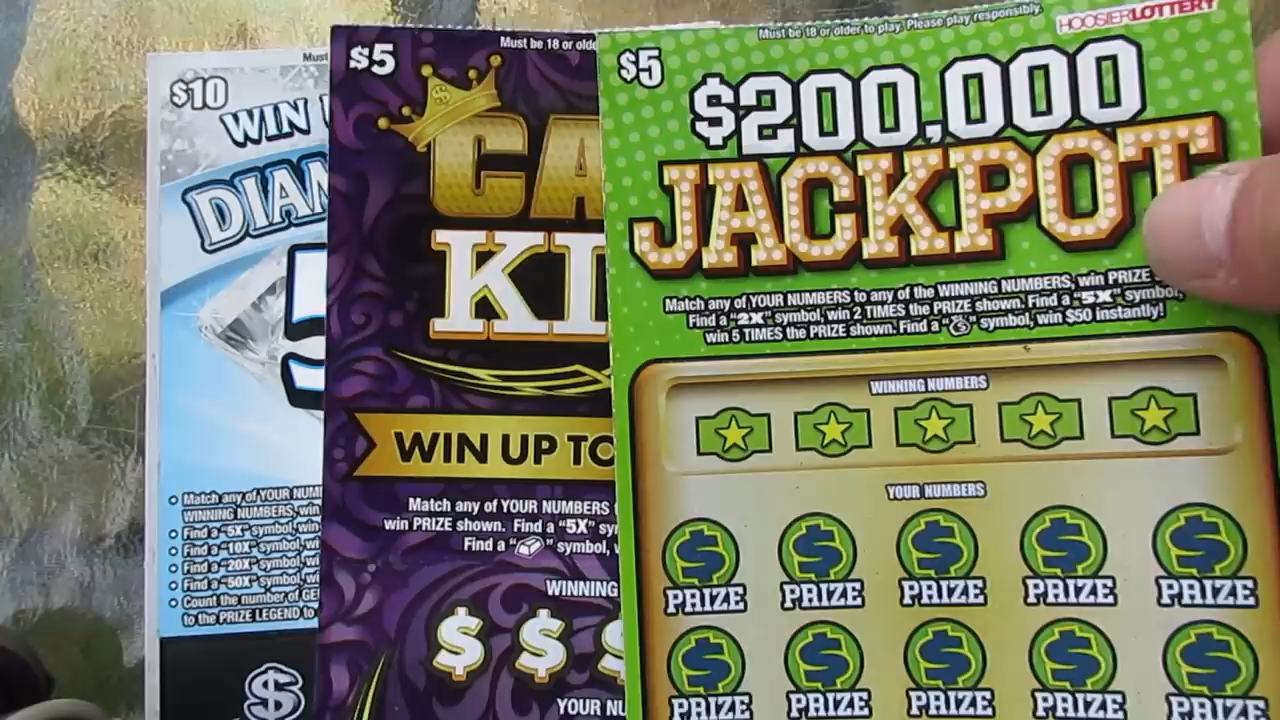 $10
Must
WIN
DIAM
5
• Match any of YOUR NUM
WINNING NUMBERS, win
• Find a "5X" symbol, win
• Find a "10X" symbol, wi
• Find a "20X" symbol, wi
• Find a "50X" symbol, wi
• Count the number of GE
to the PRIZE LEGEND to
$
$5
Must be 18 or olde
$
CA
KI
WIN UP TO
Match any of YOUR NUMBERS
win PRIZE shown. Find a "5X" sy
Find a " " symbol,
WINNING
$ $ $
YOUR NU
$5
Must be 18 or older to play. Please play responsibly.
HOOSIERLOTTERY
$200,000
JACKPOT
Match any of YOUR NUMBERS to any of the WINNING NUMBERS, win PRIZE
Find a "2X" symbol, win 2 TIMES the PRIZE shown. Find a "5X" symbol,
win 5 TIMES the PRIZE shown. Find a "$" symbol, win $50 instantly!
WINNING NUMBERS
YOUR NUMBERS
$ $ $ $ $
PRIZE PRIZE PRIZE PRIZE PRIZE
$ $ $ $ $
PRIZE PRIZE PRIZE PRIZE PRIZE